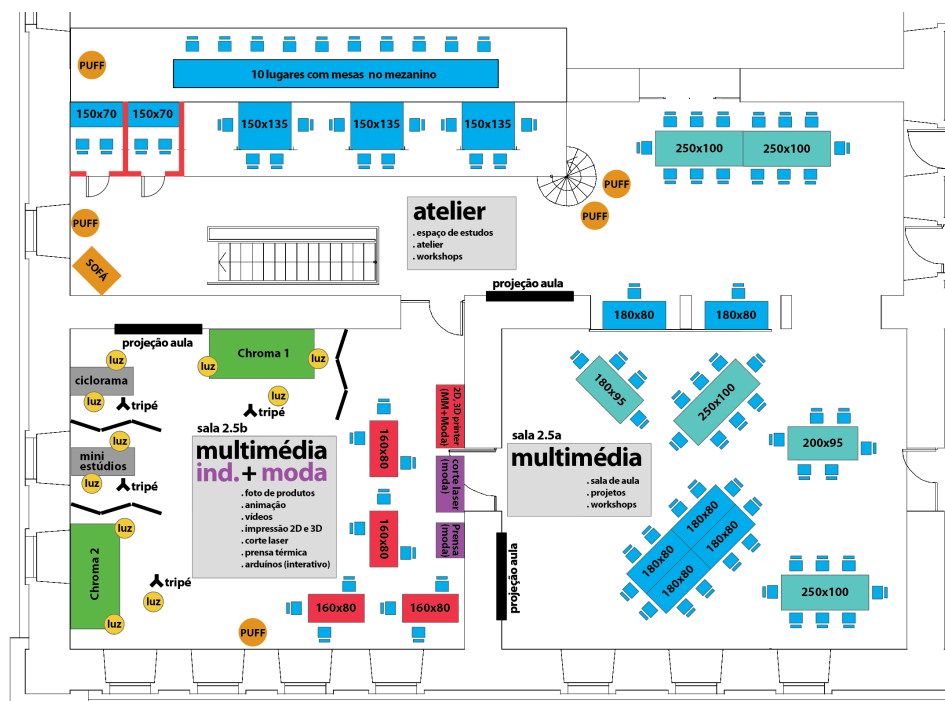 PUFF
10 lugares com mesas no mezanino
150x70
150x70
150x135
150x135
150x135
250x100
250x100
PUFF
PUFF
PUFF
SOFÁ
atelier
. espaço de estudos
. atelier
. workshops
projeção aula
180x80
180x80
projeção aula
luz
Chroma 1
luz
luz
ciclorama
luz
luz
tripé
tripé
luz
mini
estúdios
luz
tripé
sala 2.5b
multimédia
ind.+ moda
. foto de produtos
. animação
. vídeos
. impressão 2D e 3D
. corte laser
. prensa térmica
. arduínos (interativo)
160x80
160x80
160x80
160x80
2D, 3D printer
(MM+Moda)
corte laser
(moda)
Prensa
(moda)
luz
Chroma 2
tripé
luz
luz
PUFF
sala 2.5a
multimédia
. sala de aula
. projetos
. workshops
projeção aula
180x95
250x100
200x95
180x80
180x80
180x80
180x80
250x100